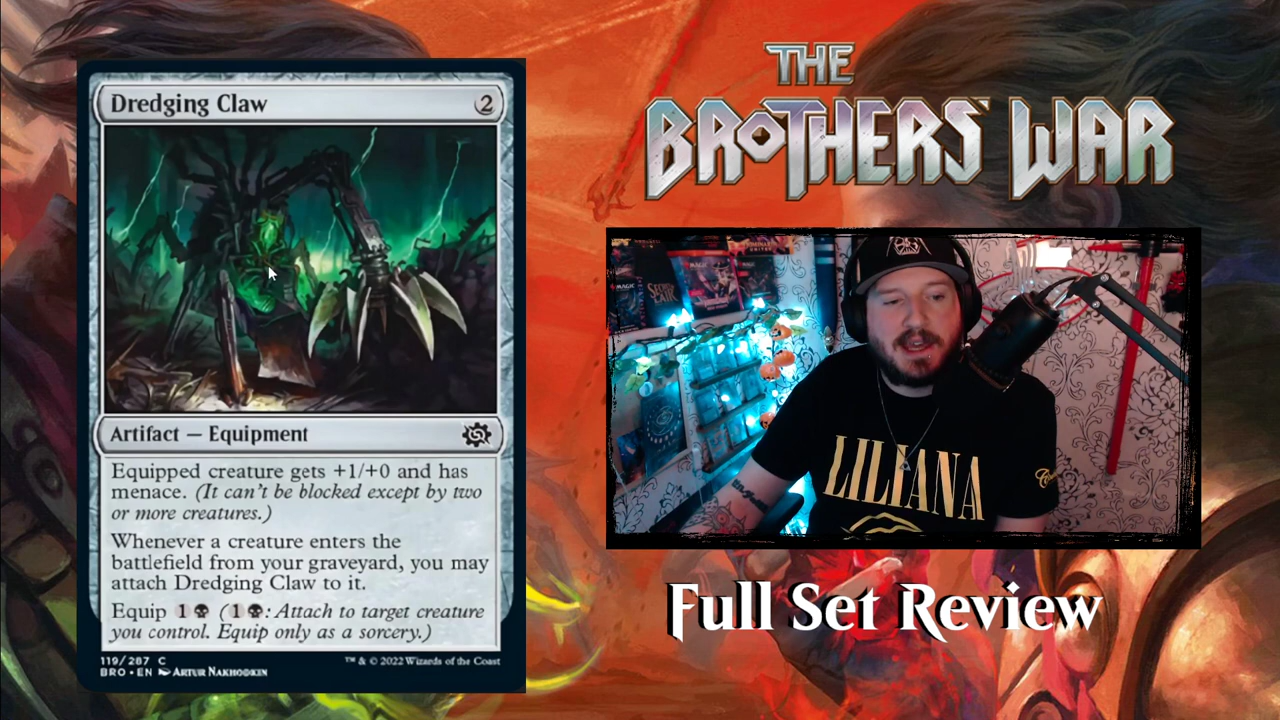 Dredging Claw 2
Artifact — Equipment
Equipped creature gets +1/+0 and has
menace. (It can't be blocked except by two
or more creatures.)
Whenever a creature enters the
battlefield from your graveyard, you may
attach Dredging Claw to it.
Equip 1 (1: Attach to target creature
you control. Equip only as a sorcery.)
119/287 C
BRO • EN Artur Nakhodkin
™ & © 2022 Wizards of the Coast
THE
BROTHERS' WAR
MAGIC
LILIANA
Full Set Review